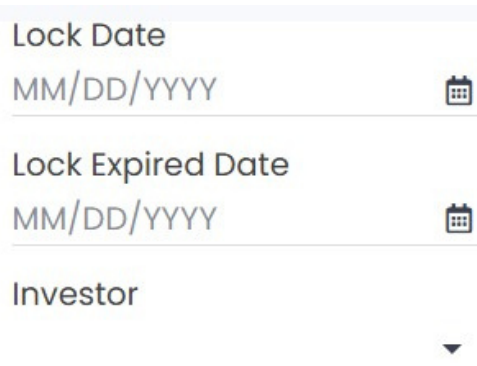 Lock Date
MM/DD/YYYY
Lock Expired Date
MM/DD/YYYY
Investor